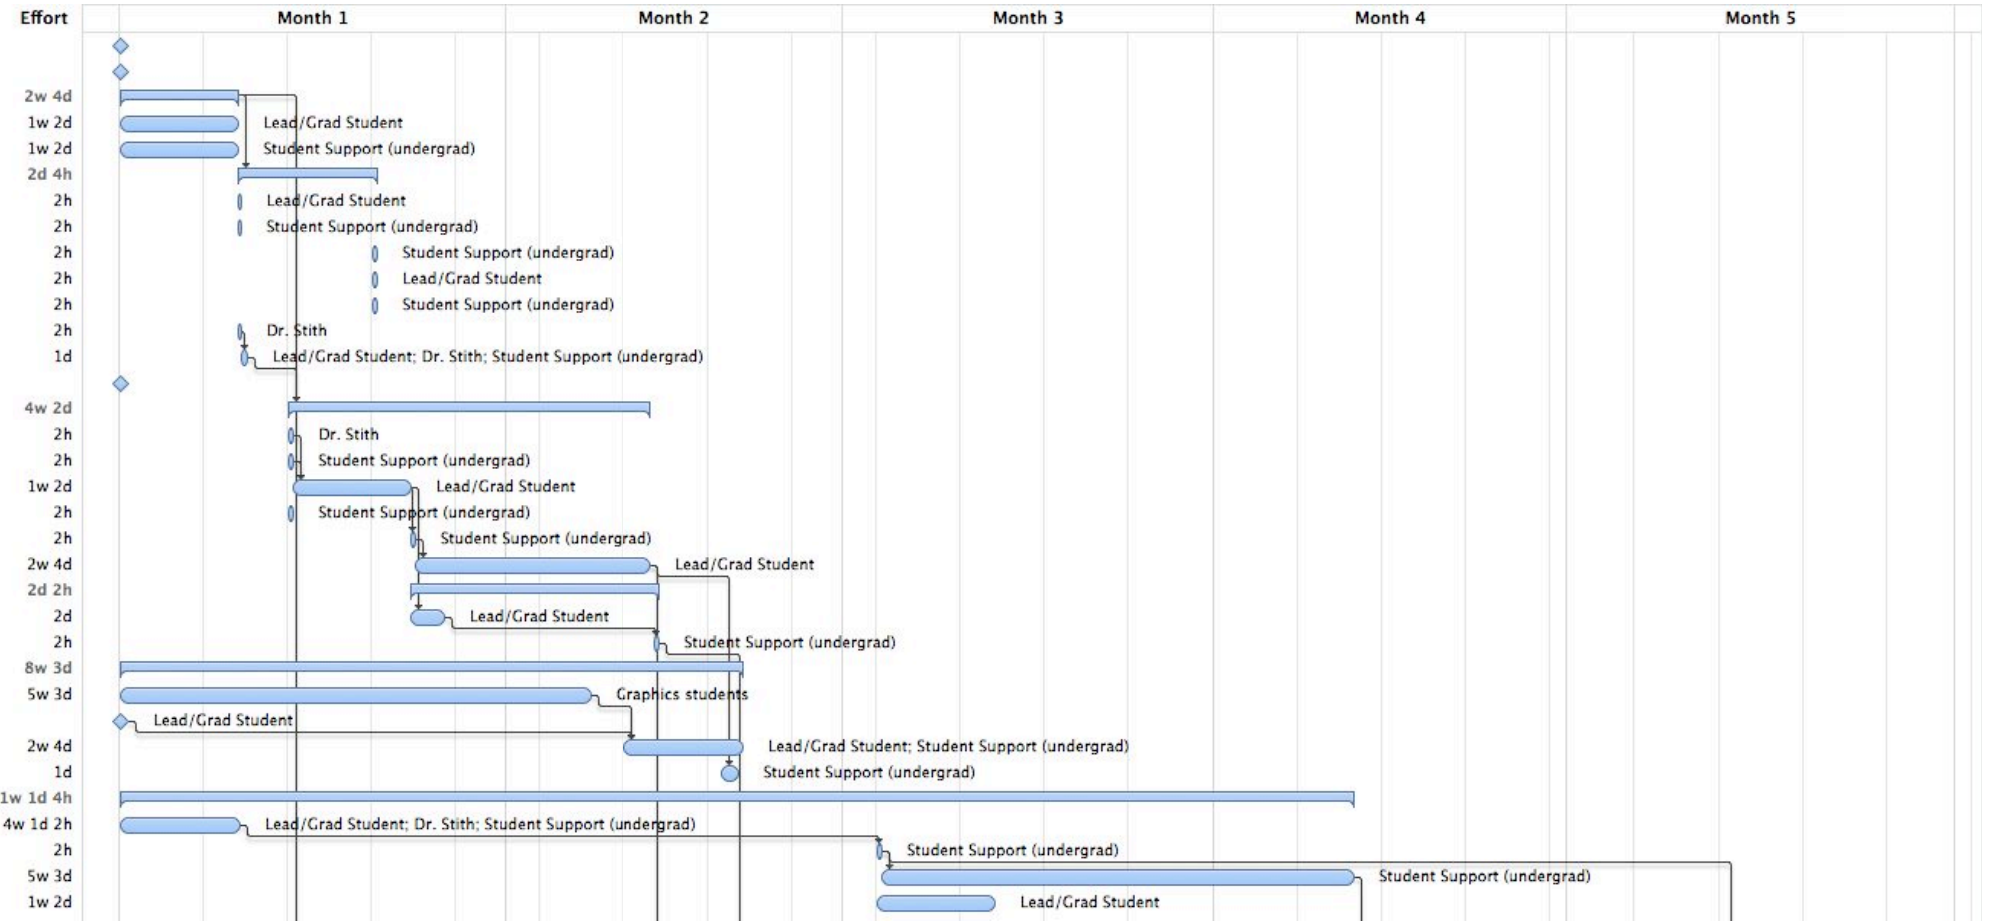 Effort Month 1 Month 2 Month 3 Month 4 Month 5
2w 4d
1w 2d Lead/Grad Student
1w 2d Student Support (undergrad)
2d 4h
2h Lead/Grad Student
2h Student Support (undergrad)
2h Student Support (undergrad)
2h Lead/Grad Student
2h Student Support (undergrad)
2h Dr. Stith
1d Lead/Grad Student; Dr. Stith; Student Support (undergrad)
4w 2d
2h Dr. Stith
2h Student Support (undergrad)
1w 2d Lead/Grad Student
2h Student Support (undergrad)
2h Student Support (undergrad)
2w 4d Lead/Grad Student
2d 2h
2d Lead/Grad Student
2h Student Support (undergrad)
8w 3d
5w 3d Graphics students
Lead/Grad Student
2w 4d Lead/Grad Student; Student Support (undergrad)
1d Student Support (undergrad)
1w 1d 4h
4w 1d 2h Lead/Grad Student; Dr. Stith; Student Support (undergrad)
2h Student Support (undergrad)
5w 3d Student Support (undergrad)
1w 2d Lead/Grad Student